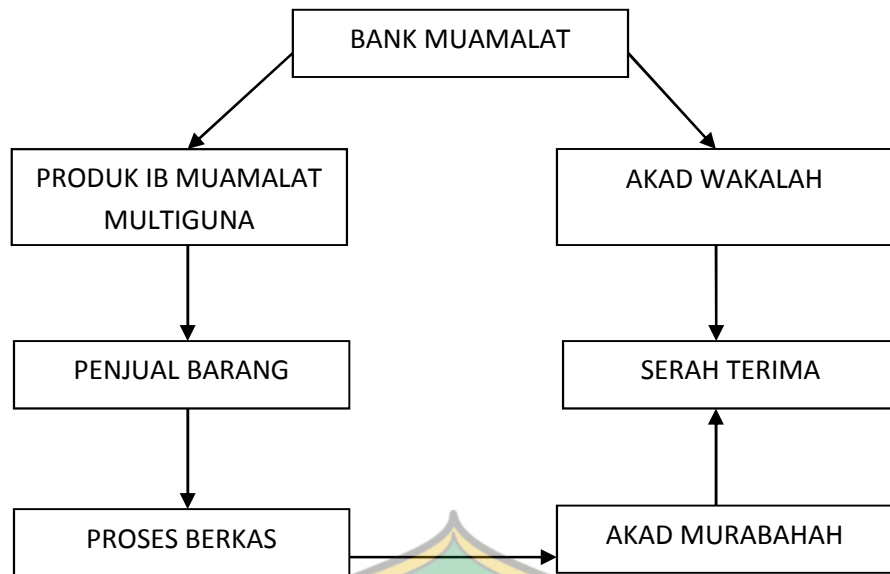 BANK MUAMALAT
PRODUK IB MUAMALAT
MULTIGUNA
AKAD WAKALAH
PENJUAL BARANG
SERAH TERIMA
PROSES BERKAS
AKAD MURABAHAH